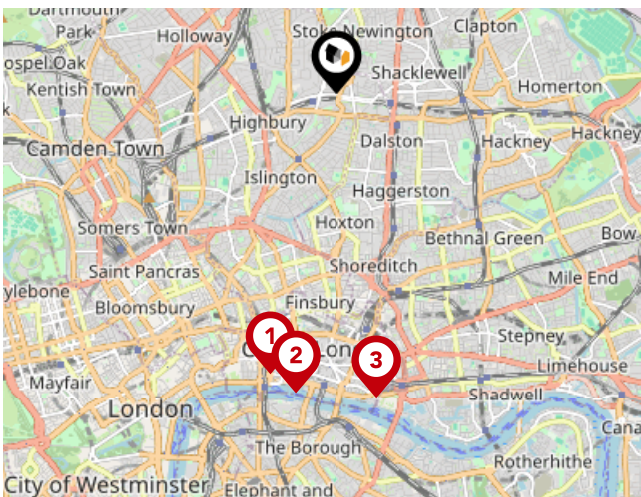 Dartmouth
Park
Holloway
Stoke Newington
Clapton
ospel Oak
Shacklewell
Kentish Town
Homerton
k
Highbury
Dalston
Hackney
Hackney
Camden Town
Islington
Haggerston
Somers Town
Hoxton
Bethnal Green
Bow
Saint Pancras
Shoreditch
Mile End
ylebone
Bloomsbury
Finsbury
1
2
3
Stepney
Limehouse
Mayfair
Shadwell
London
Cana
The Borough
Rotherhithe
City of Westminster
Elephant and